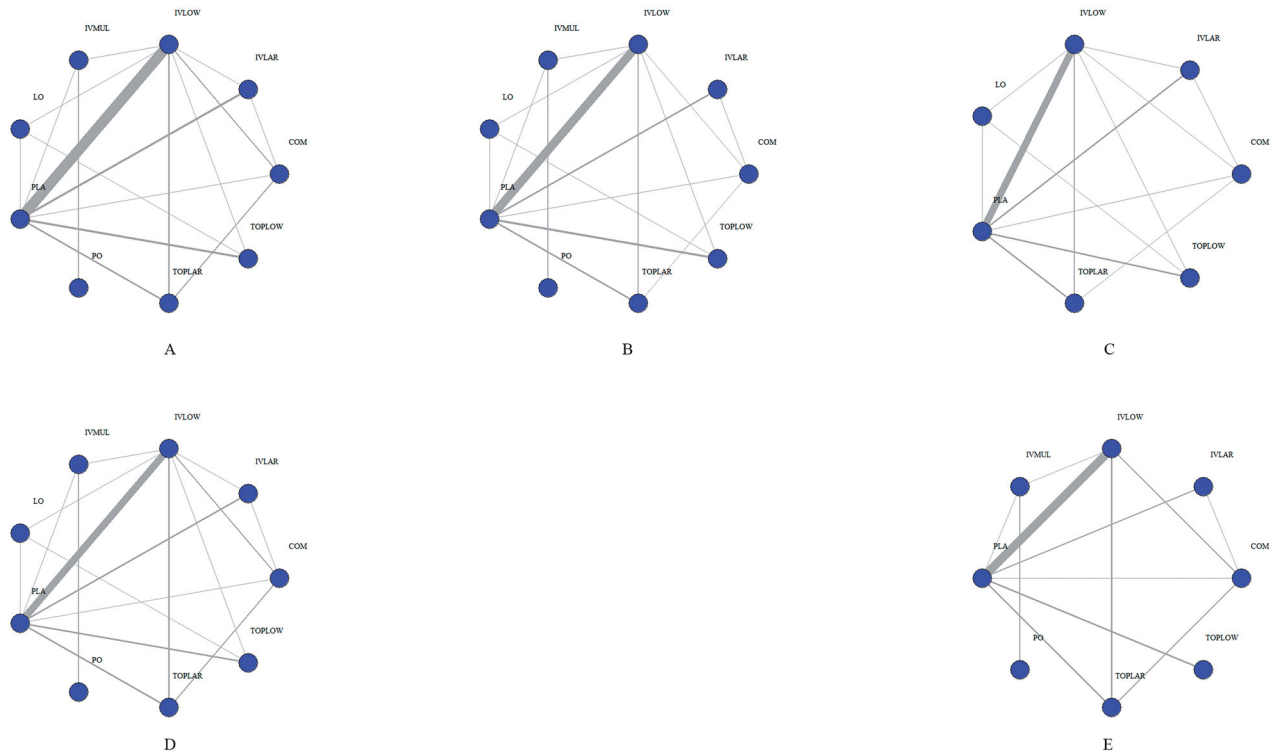 IVLOW
IVMUL
IVLAR
LO
COM
PLA
TOPLOW
PO
TOPLAR
A
IVLOW
IVMUL
IVLAR
LO
COM
PLA
TOPLOW
PO
TOPLAR
B
IVLOW
IVLAR
LO
COM
PLA
TOPLOW
TOPLAR
C
IVLOW
IVMUL
IVLAR
LO
COM
PLA
TOPLOW
PO
TOPLAR
D
IVLOW
IVMUL
IVLAR
PLA
COM
PO
TOPLOW
TOPLAR
E